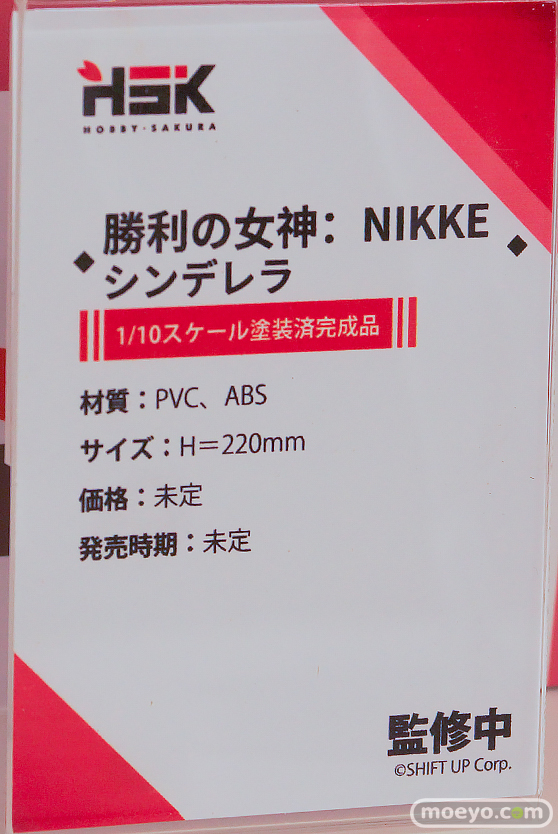 HSK
HOBBY・SAKURA
勝利の女神：NIKKE
シンデレラ
1/10スケール塗装済完成品
材質：PVC、ABS
サイズ：H＝220mm
価格：未定
発売時期：未定
監修中
©SHIFT UP Corp.
moeyo.com